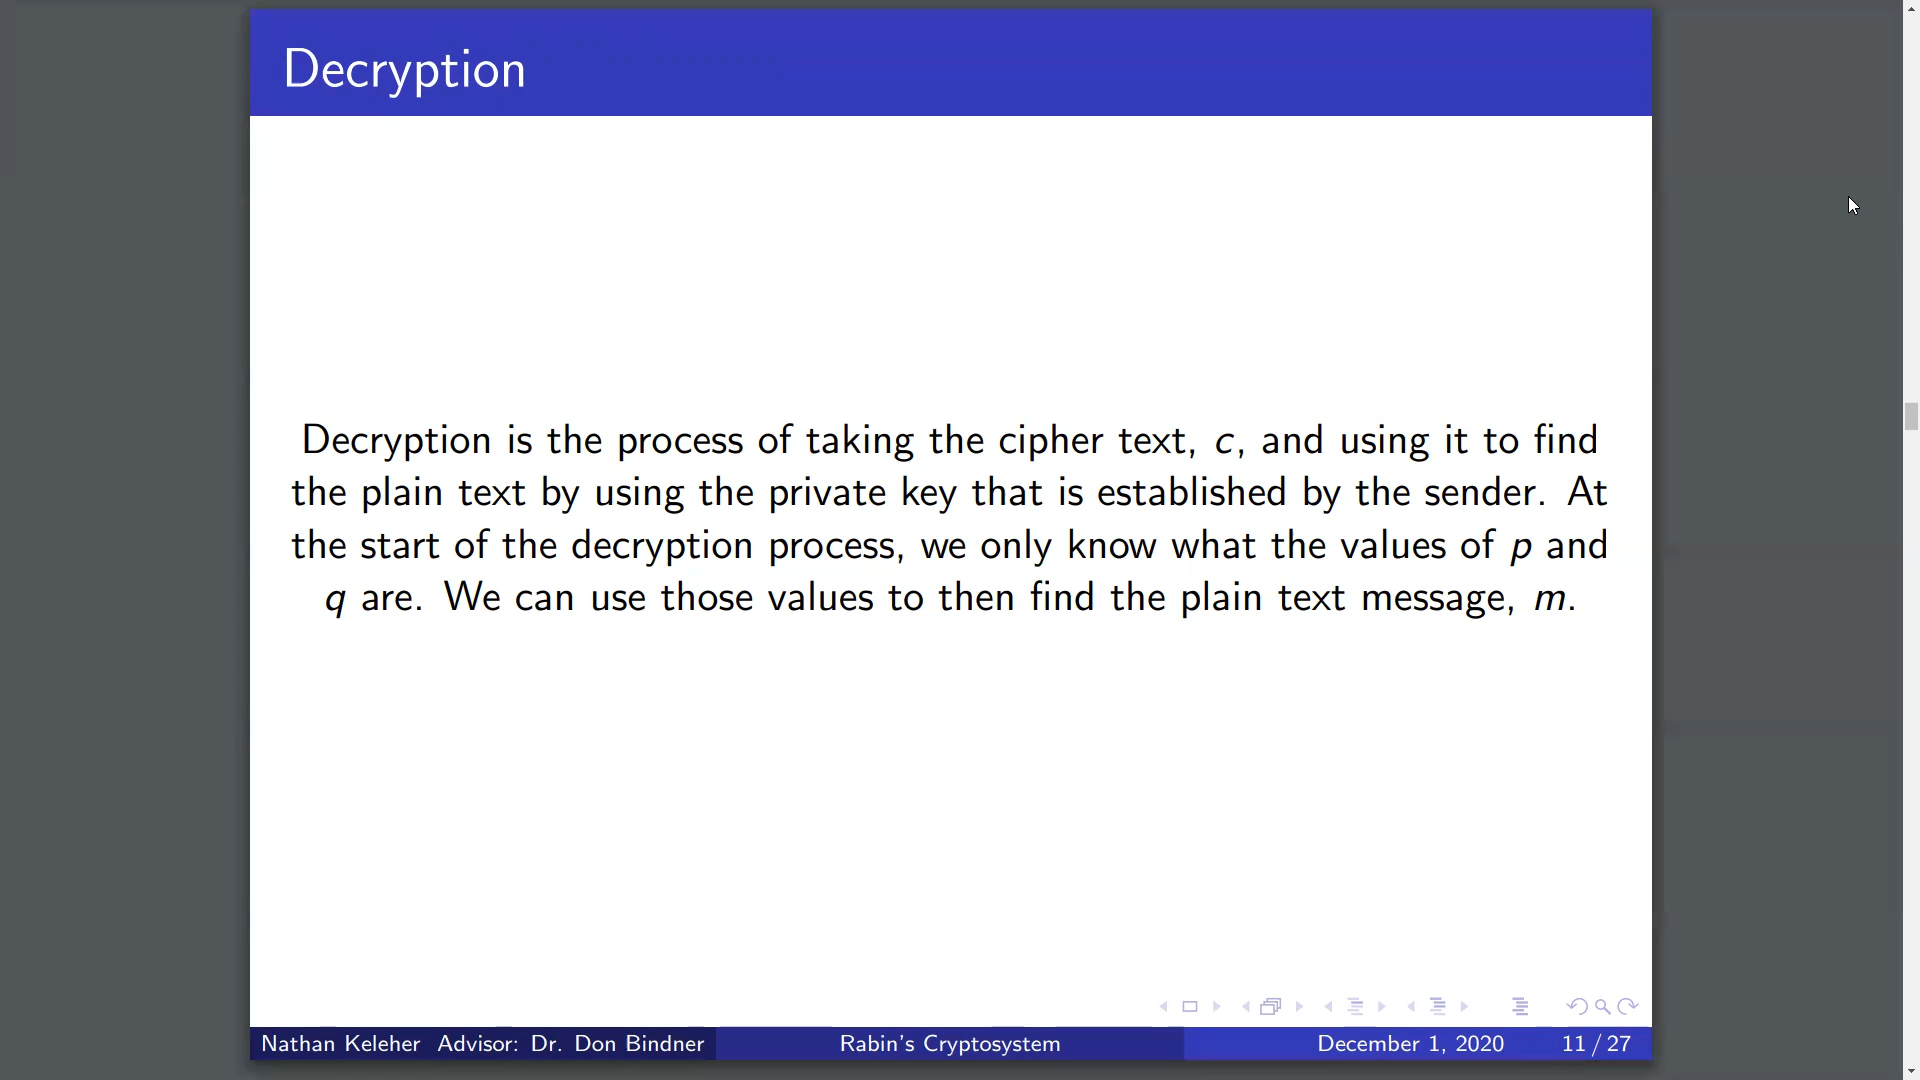 Decryption
Decryption is the process of taking the cipher text, c, and using it to find
the plain text by using the private key that is established by the sender. At
the start of the decryption process, we only know what the values of p and
q are. We can use those values to then find the plain text message, m.
Nathan Keleher Advisor: Dr. Don Bindner Rabin's Cryptosystem December 1, 2020 11 / 27